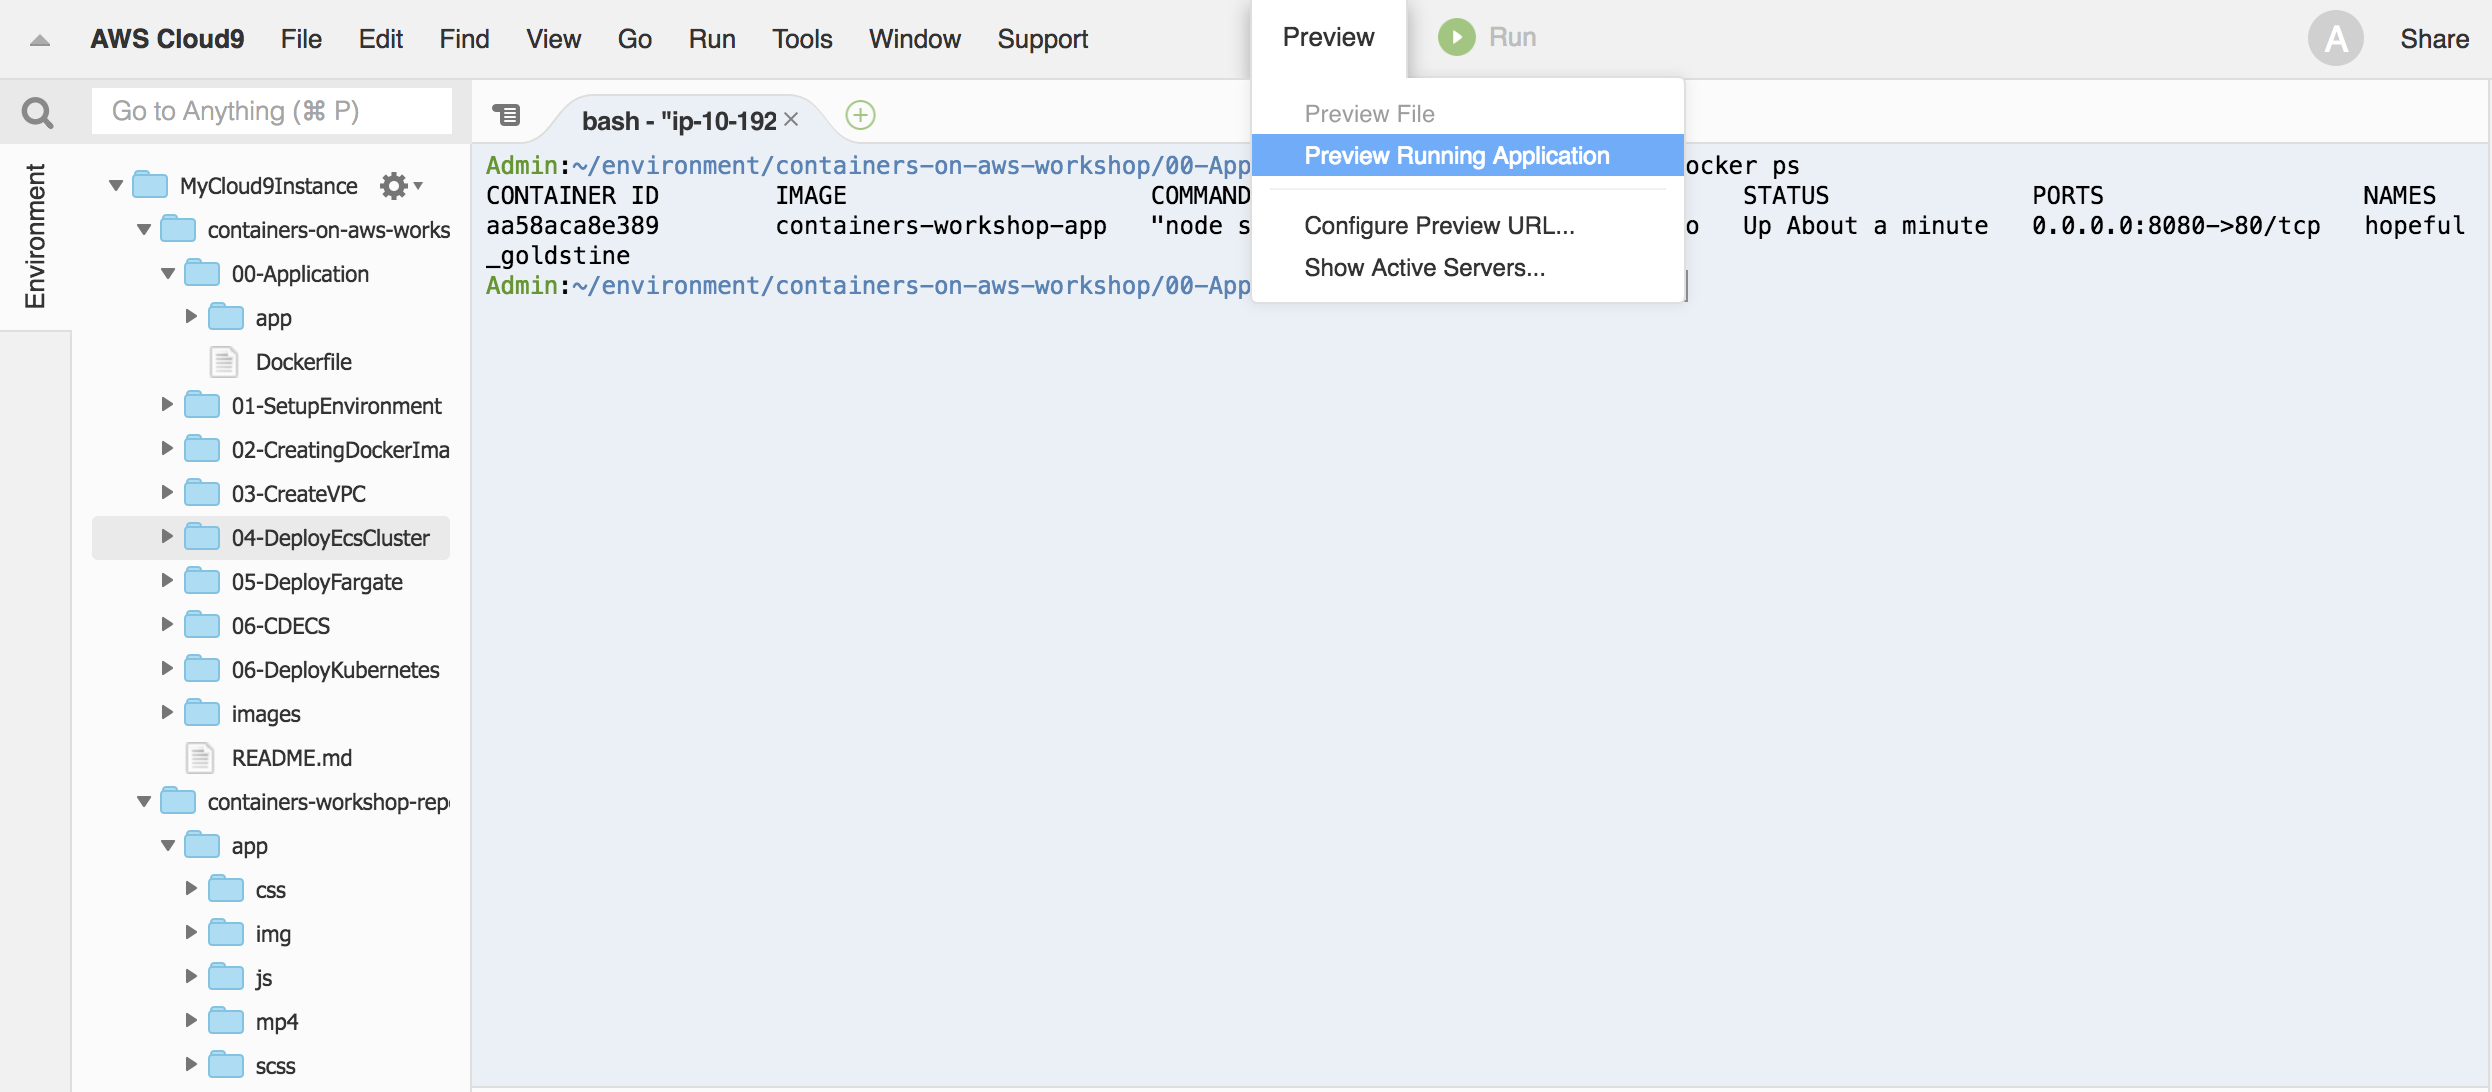 AWS Cloud9 File Edit Find View Go Run Tools Window Support Preview Run A Share
Go to Anything (⌘ P)
bash - "ip-10-192 ×
Environment
MyCloud9Instance
containers-on-aws-works
00-Application
app
Dockerfile
01-SetupEnvironment
02-CreatingDockerIma
03-CreateVPC
04-DeployEcsCluster
05-DeployFargate
06-CDECS
06-DeployKubernetes
images
README.md
containers-workshop-repo
app
css
img
js
mp4
scss
Preview File
Preview Running Application
Configure Preview URL...
Show Active Servers...
Admin:~/environment/containers-on-aws-workshop/00-App ocker ps
CONTAINER ID IMAGE COMMAND STATUS PORTS NAMES
aa58aca8e389 containers-workshop-app "node s o Up About a minute 0.0.0.0:8080->80/tcp hopeful
_goldstine
Admin:~/environment/containers-on-aws-workshop/00-App